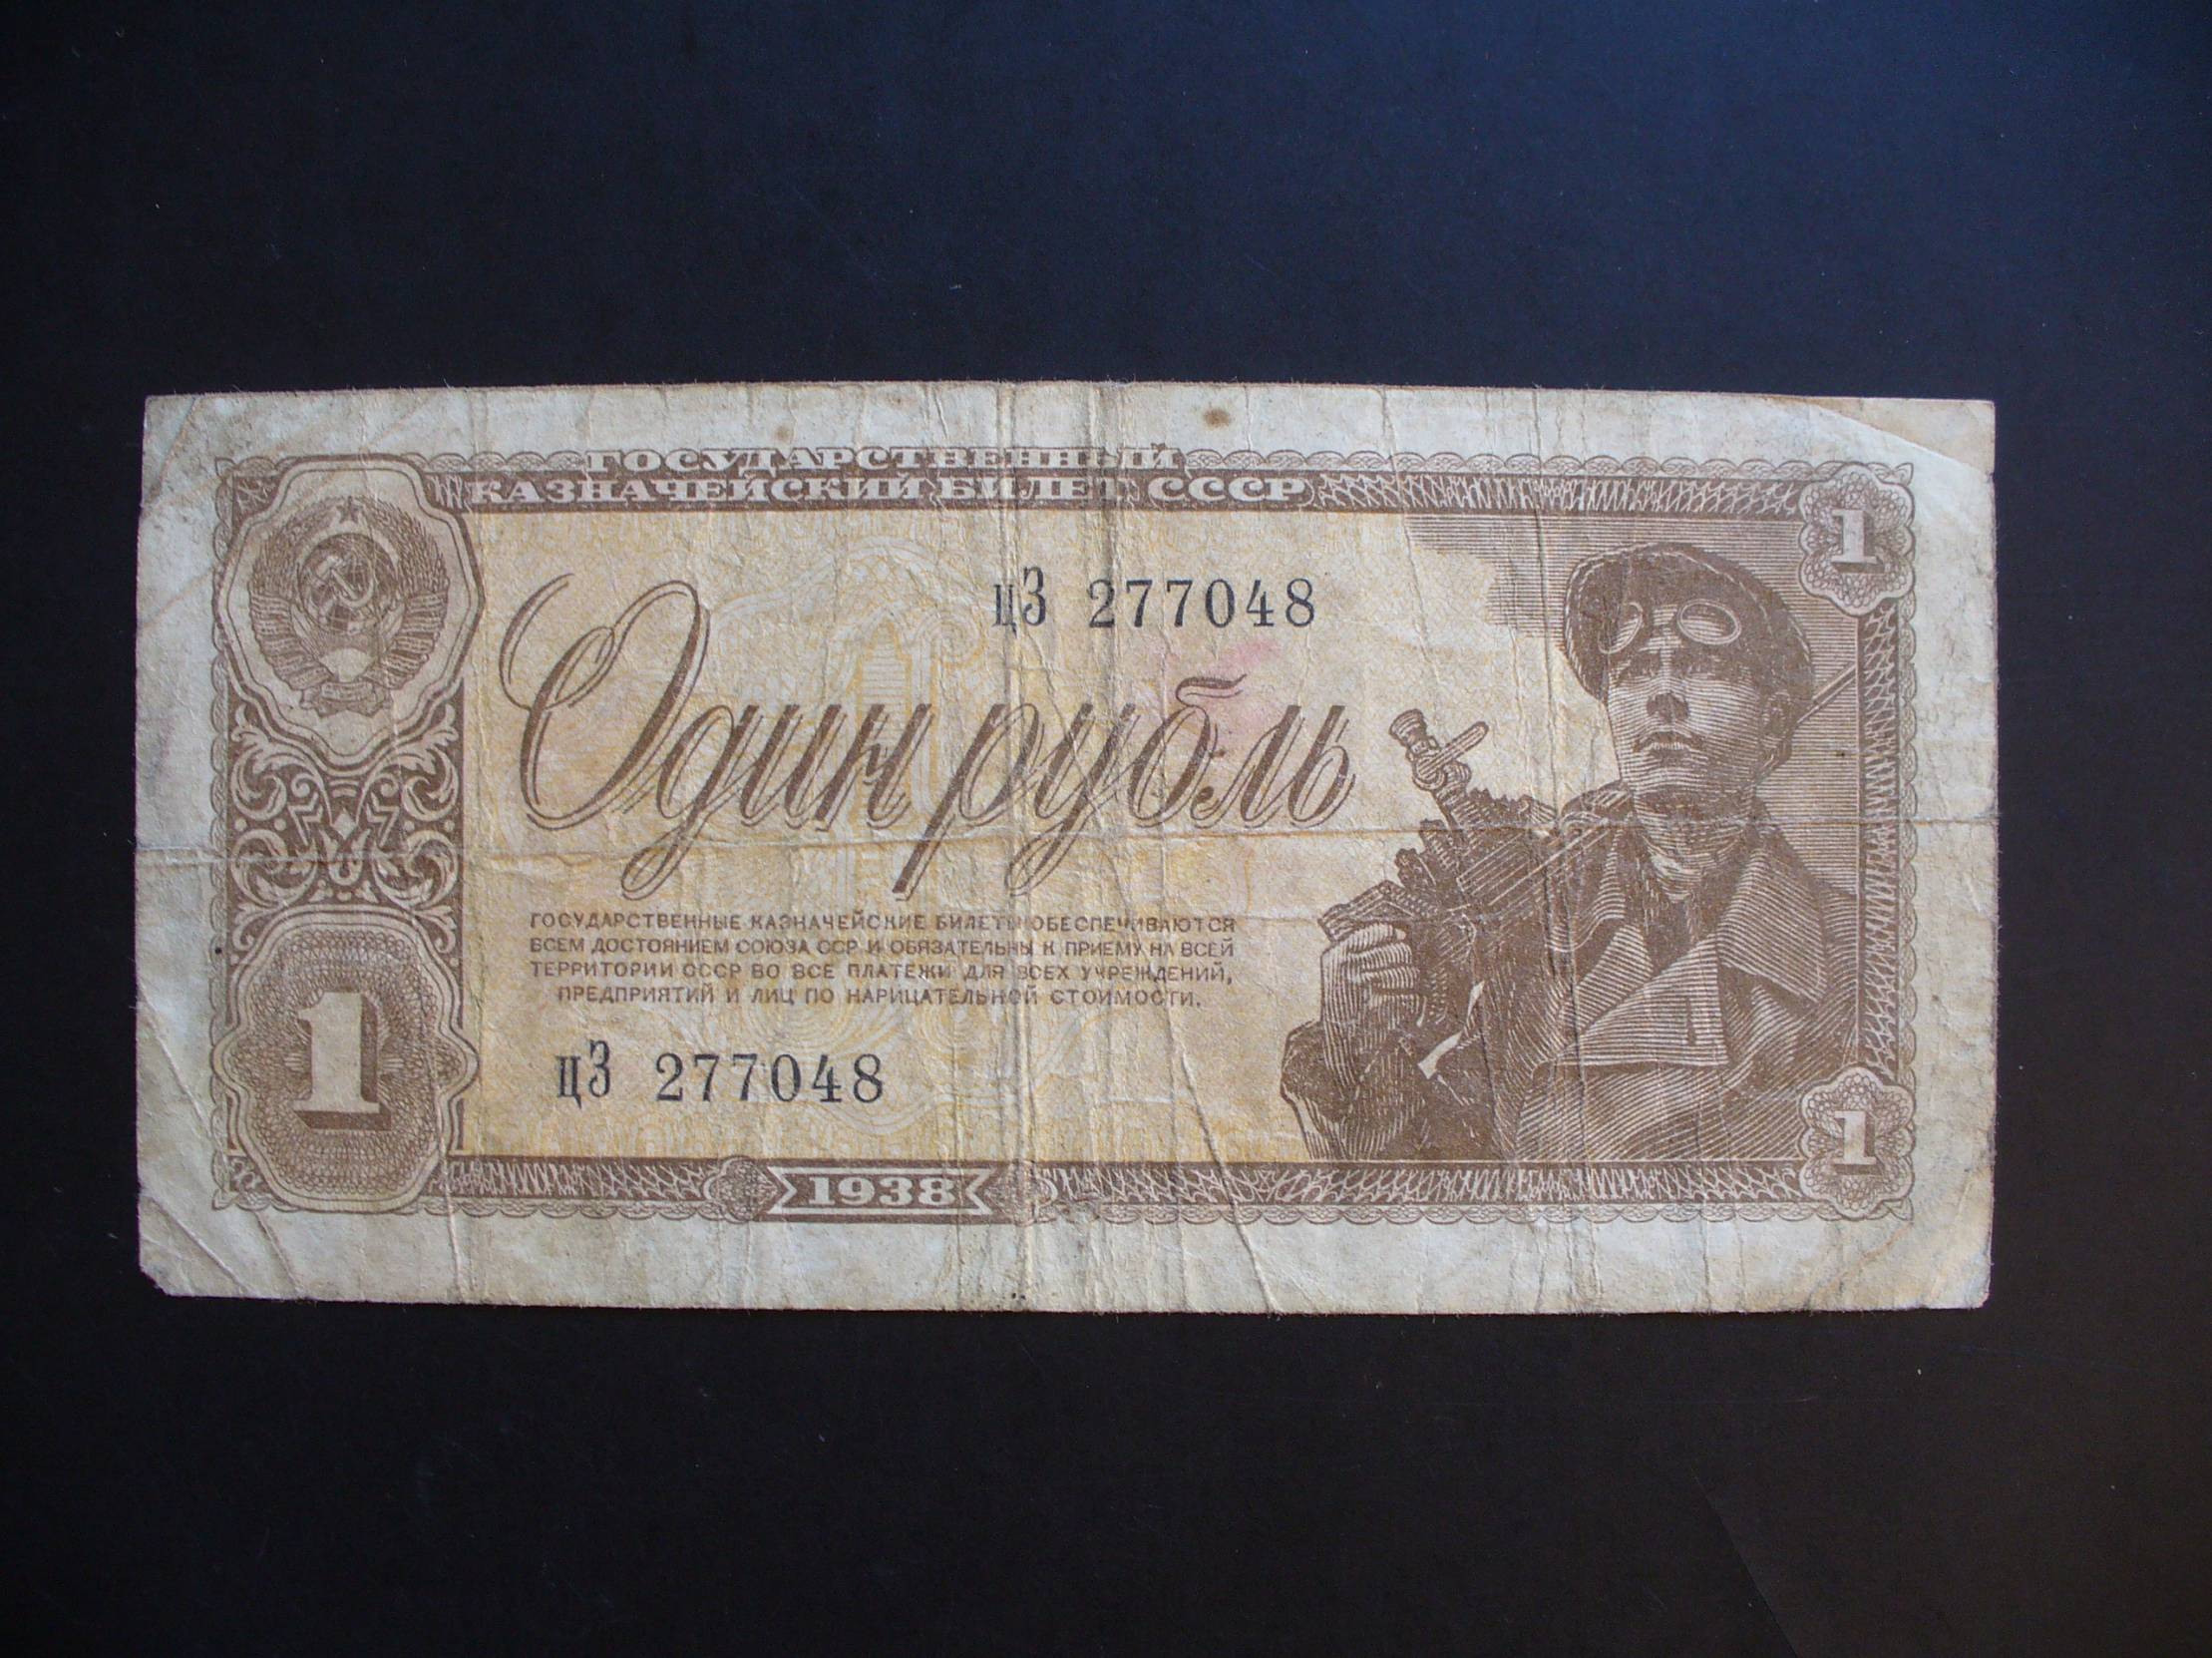 ГОСУДАРСТВЕННЫЙ
КАЗНАЧЕЙСКИЙ БИЛЕТ СССР
1
цЗ 277048
Один рубль
ГОСУДАРСТВЕННЫЕ КАЗНАЧЕЙСКИЕ БИЛЕТЫ ОБЕСПЕЧИВАЮТСЯ
ВСЕМ ДОСТОЯНИЕМ СОЮЗА ССР И ОБЯЗАТЕЛЬНЫ К ПРИЕМУ НА ВСЕЙ
ТЕРРИТОРИИ СССР ВО ВСЕ ПЛАТЕЖИ ДЛЯ ВСЕХ УЧРЕЖДЕНИЙ,
ПРЕДПРИЯТИЙ И ЛИЦ ПО НАРИЦАТЕЛЬНОЙ СТОИМОСТИ.
1
цЗ 277048
1
1938